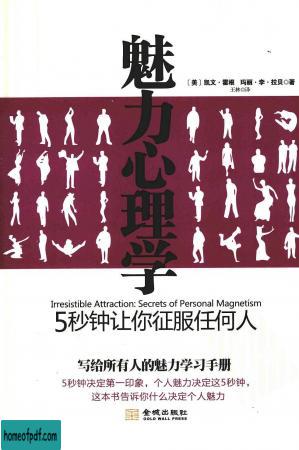 [美]凯文·霍根 玛丽·李·拉贝◎著
王林◎译
魅力心理学
Irresistible Attraction: Secrets of Personal Magnetism
5秒钟让你征服任何人
写给所有人的魅力学习手册
5秒钟决定第一印象，个人魅力决定这5秒钟，
这本书告诉你什么决定个人魅力
金城出版社
GOLD WALL PRESS
homeofpdf.com
homeofpdf.com